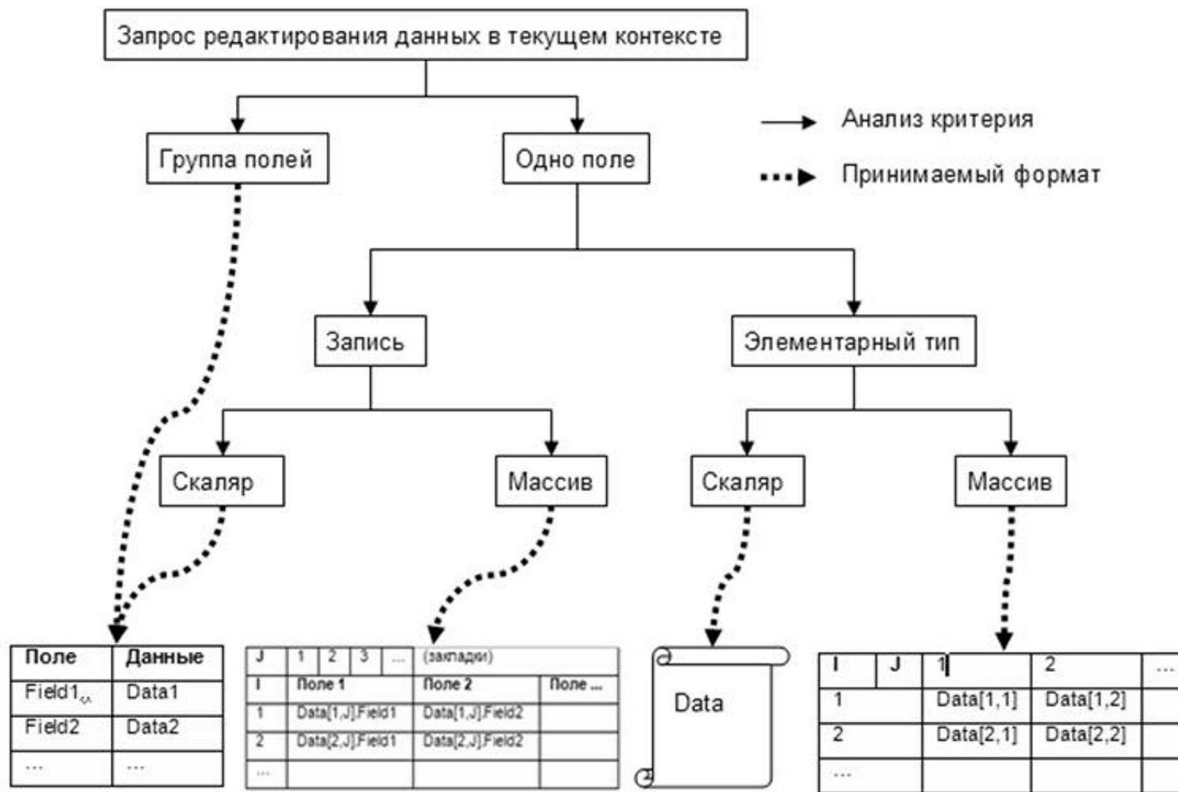 Запрос редактирования данных в текущем контексте
Анализ критерия
Группа полей Одно поле
Принимаемый формат
Запись Элементарный тип
Скаляр Массив Скаляр Массив
Поле Данные
Field1 Data1
Field2 Data2
... ...
J 1 2 3 ... (закладки)
I Поле 1 Поле 2 Поле ...
1 Data[1,J].Field1 Data[1,J].Field2
2 Data[2,J].Field1 Data[2,J].Field2
...
Data
I J 1 2 ...
1 Data[1,1] Data[1,2]
2 Data[2,1] Data[2,2]
...